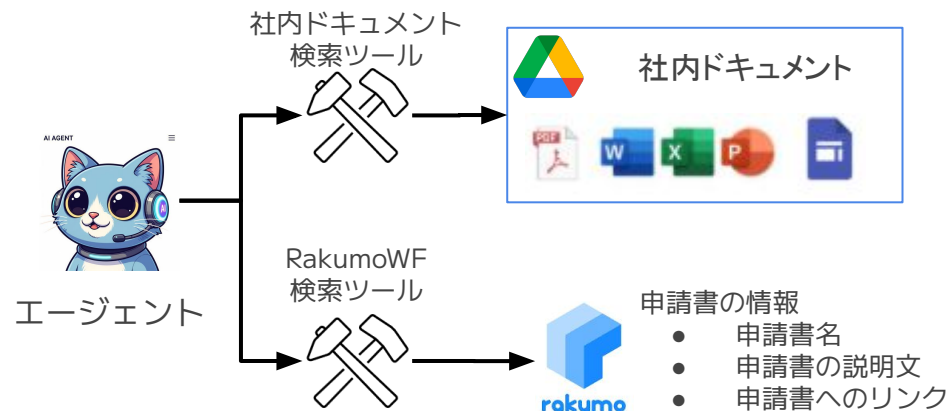 社内ドキュメント
検索ツール
社内ドキュメント
PDF
W
X
P
AI AGENT
AI
エージェント
RakumoWF
検索ツール
rakumo
申請書の情報
● 申請書名
● 申請書の説明文
● 申請書へのリンク